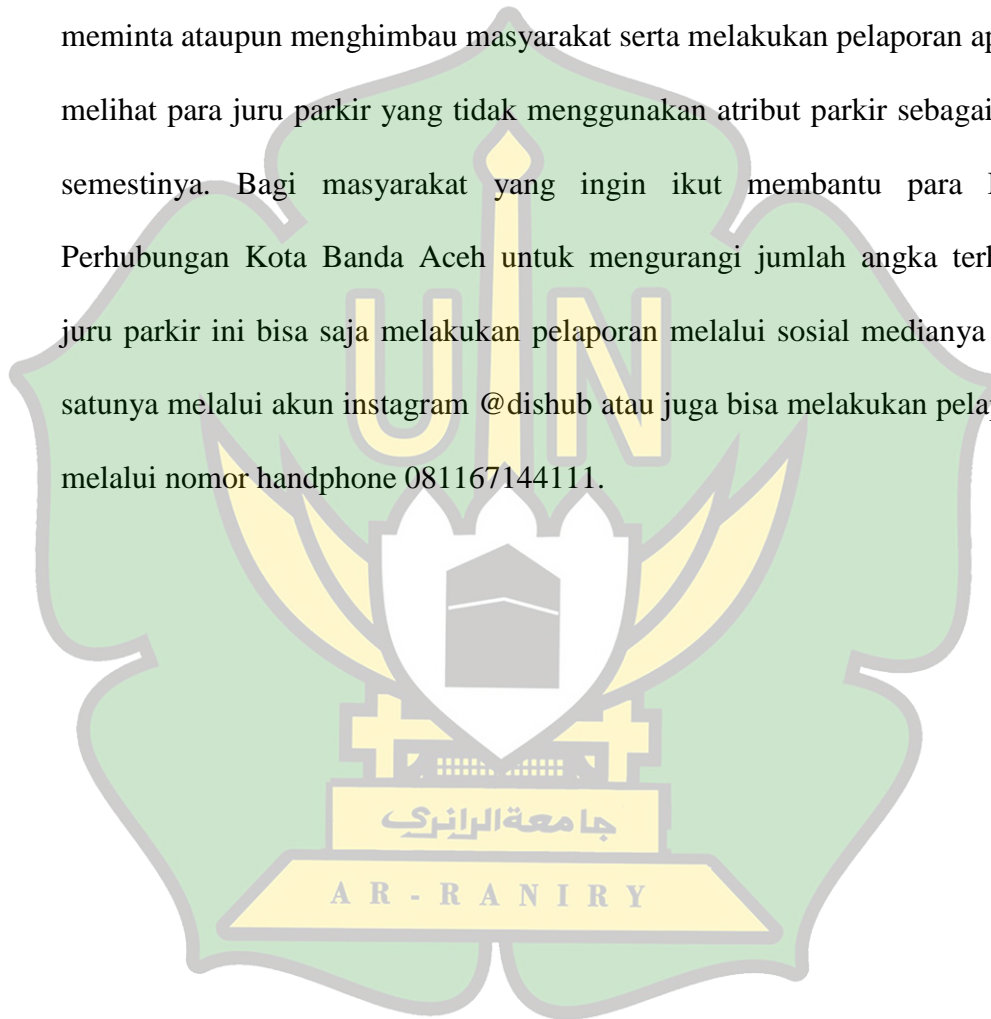 meminta ataupun menghimbau masyarakat serta melakukan pelaporan
melihat para juru parkir yang tidak menggunakan atribut parkir sebagai
semestinya. Bagi masyarakat yang ingin ikut membantu para
Perhubungan Kota Banda Aceh untuk mengurangi jumlah angka
juru parkir ini bisa saja melakukan pelaporan melalui sosial medianya
satunya melalui akun instagram @dishub atau juga bisa melakukan
melalui nomor handphone 081167144111.
UIN
جامعة الرانري
AR-RANIRY